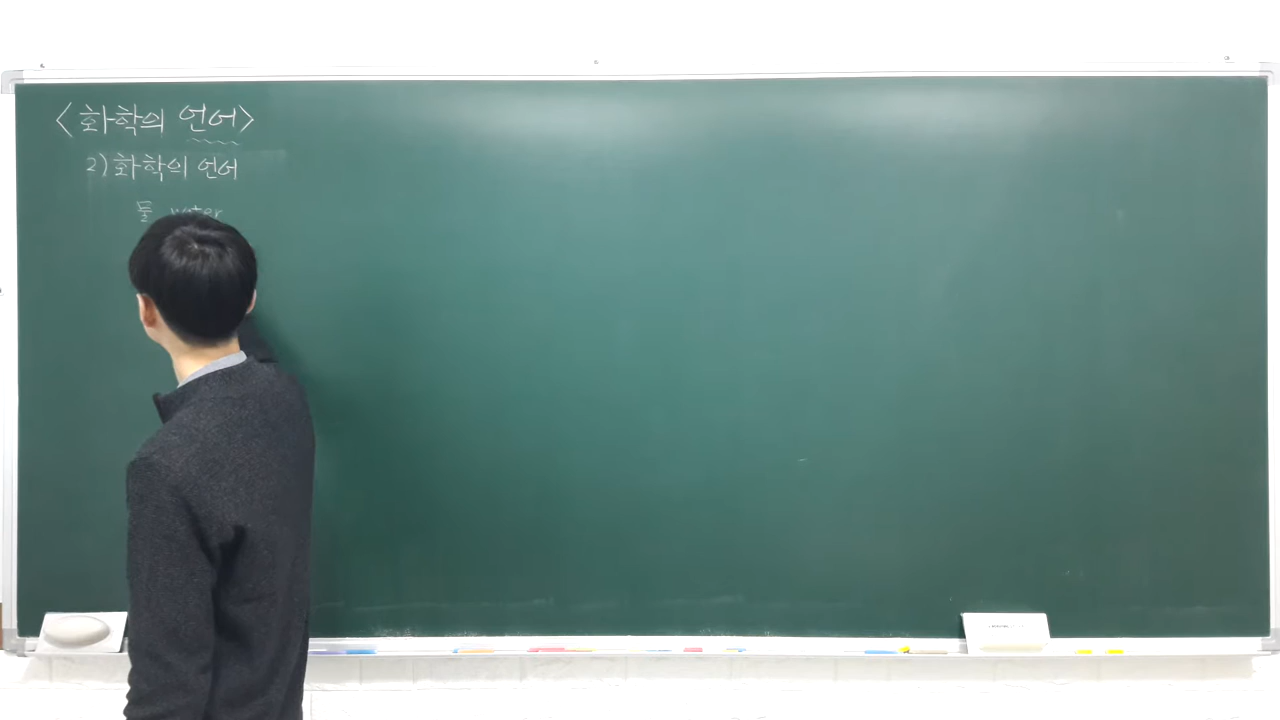 <화학의 언어>
2) 화학의 언어
물 water